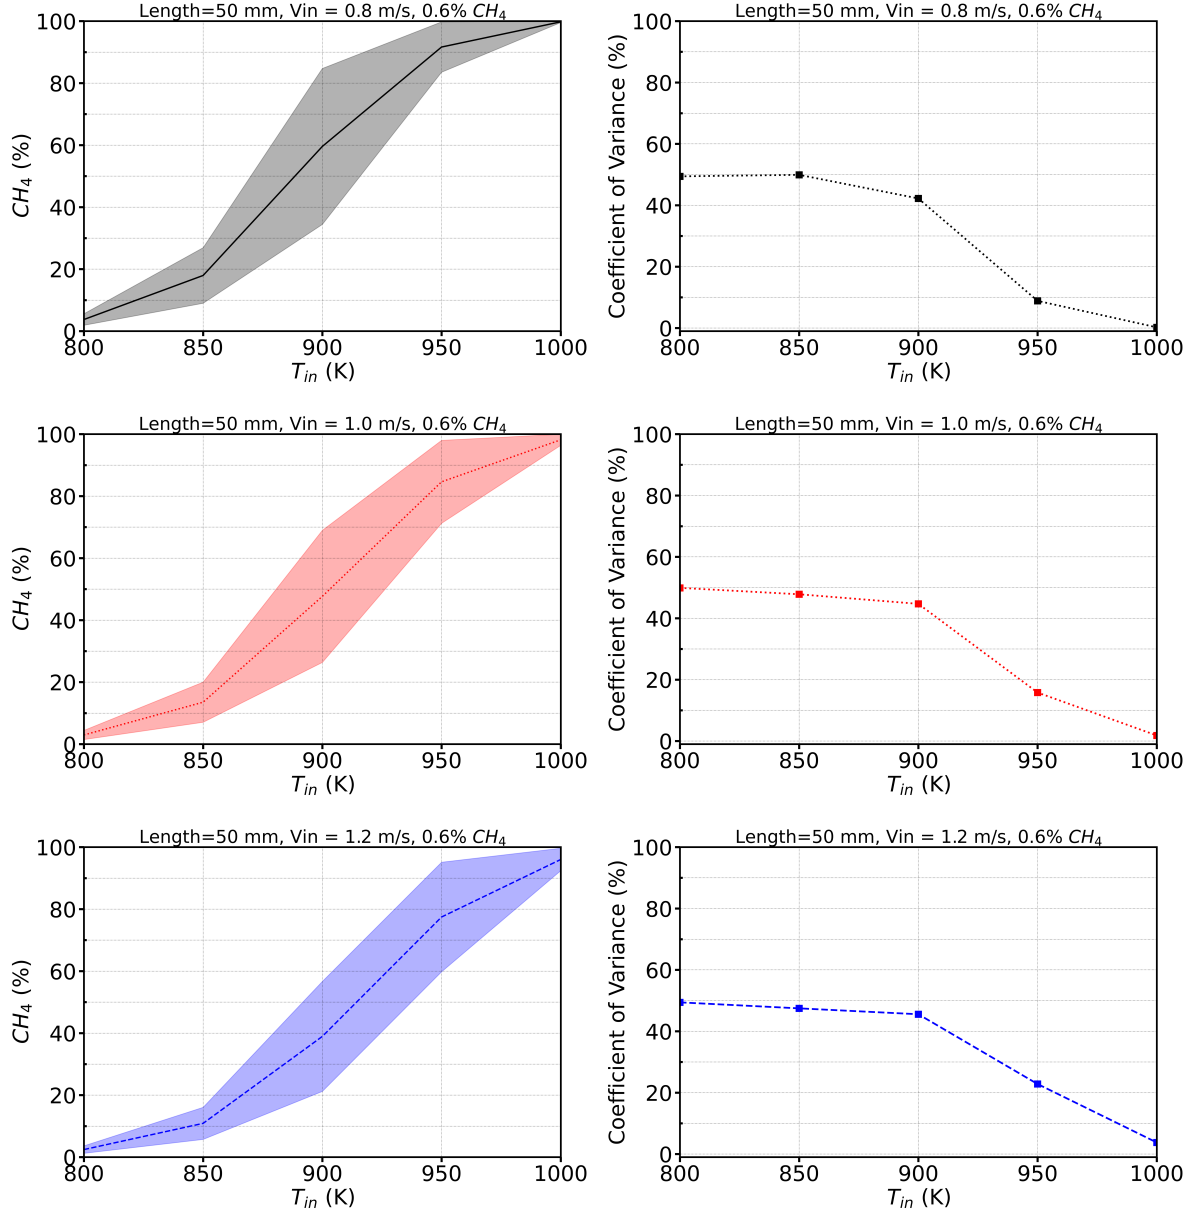 Length=50 mm, Vin = 0.8 m/s, 0.6% CH4
100
80
60
40
20
0
CH4 (%)
800 850 900 950 1000
Tin (K)
Length=50 mm, Vin = 0.8 m/s, 0.6% CH4
100
80
60
40
20
0
Coefficient of Variance (%)
800 850 900 950 1000
Tin (K)
Length=50 mm, Vin = 1.0 m/s, 0.6% CH4
100
80
60
40
20
0
CH4 (%)
800 850 900 950 1000
Tin (K)
Length=50 mm, Vin = 1.0 m/s, 0.6% CH4
100
80
60
40
20
0
Coefficient of Variance (%)
800 850 900 950 1000
Tin (K)
Length=50 mm, Vin = 1.2 m/s, 0.6% CH4
100
80
60
40
20
0
CH4 (%)
800 850 900 950 1000
Tin (K)
Length=50 mm, Vin = 1.2 m/s, 0.6% CH4
100
80
60
40
20
0
Coefficient of Variance (%)
800 850 900 950 1000
Tin (K)